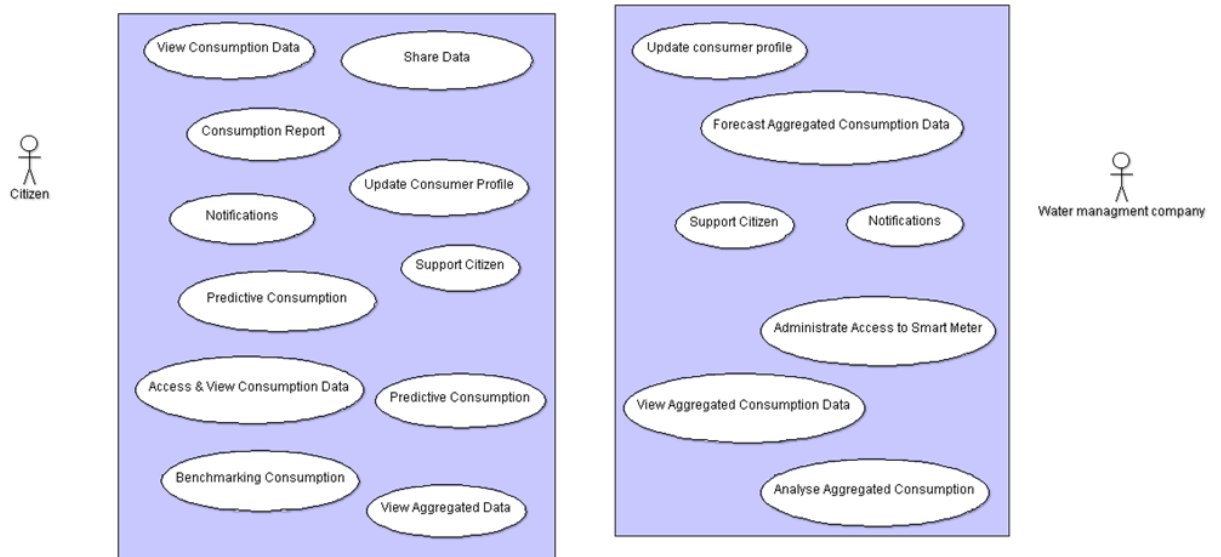 View Consumption Data
Share Data
Consumption Report
Update Consumer Profile
Notifications
Support Citizen
Predictive Consumption
Access & View Consumption Data
Predictive Consumption
Benchmarking Consumption
View Aggregated Data
Citizen
Update consumer profile
Forecast Aggregated Consumption Data
Support Citizen
Notifications
Administrate Access to Smart Meter
View Aggregated Consumption Data
Analyse Aggregated Consumption
Water managment company